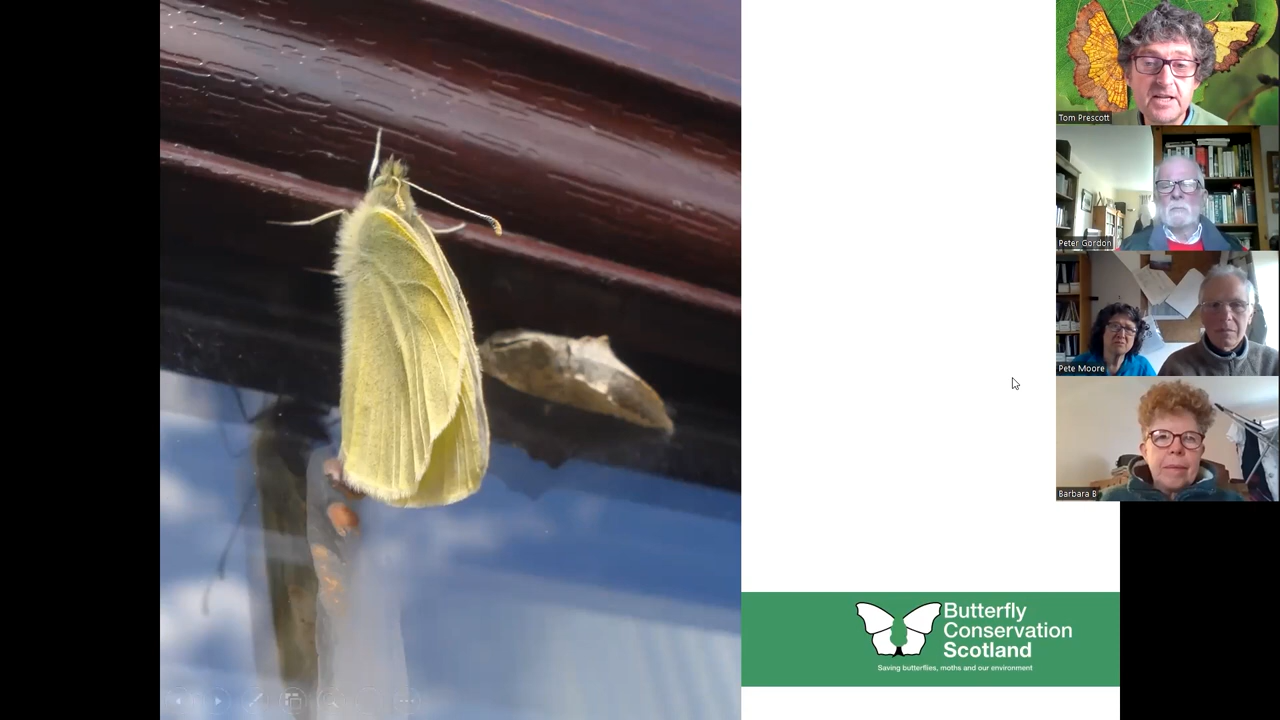 Tom Prescott
Peter Gordon
Pete Moore
Barbara B
Butterfly
Conservation
Scotland
Saving butterflies, moths and our environment